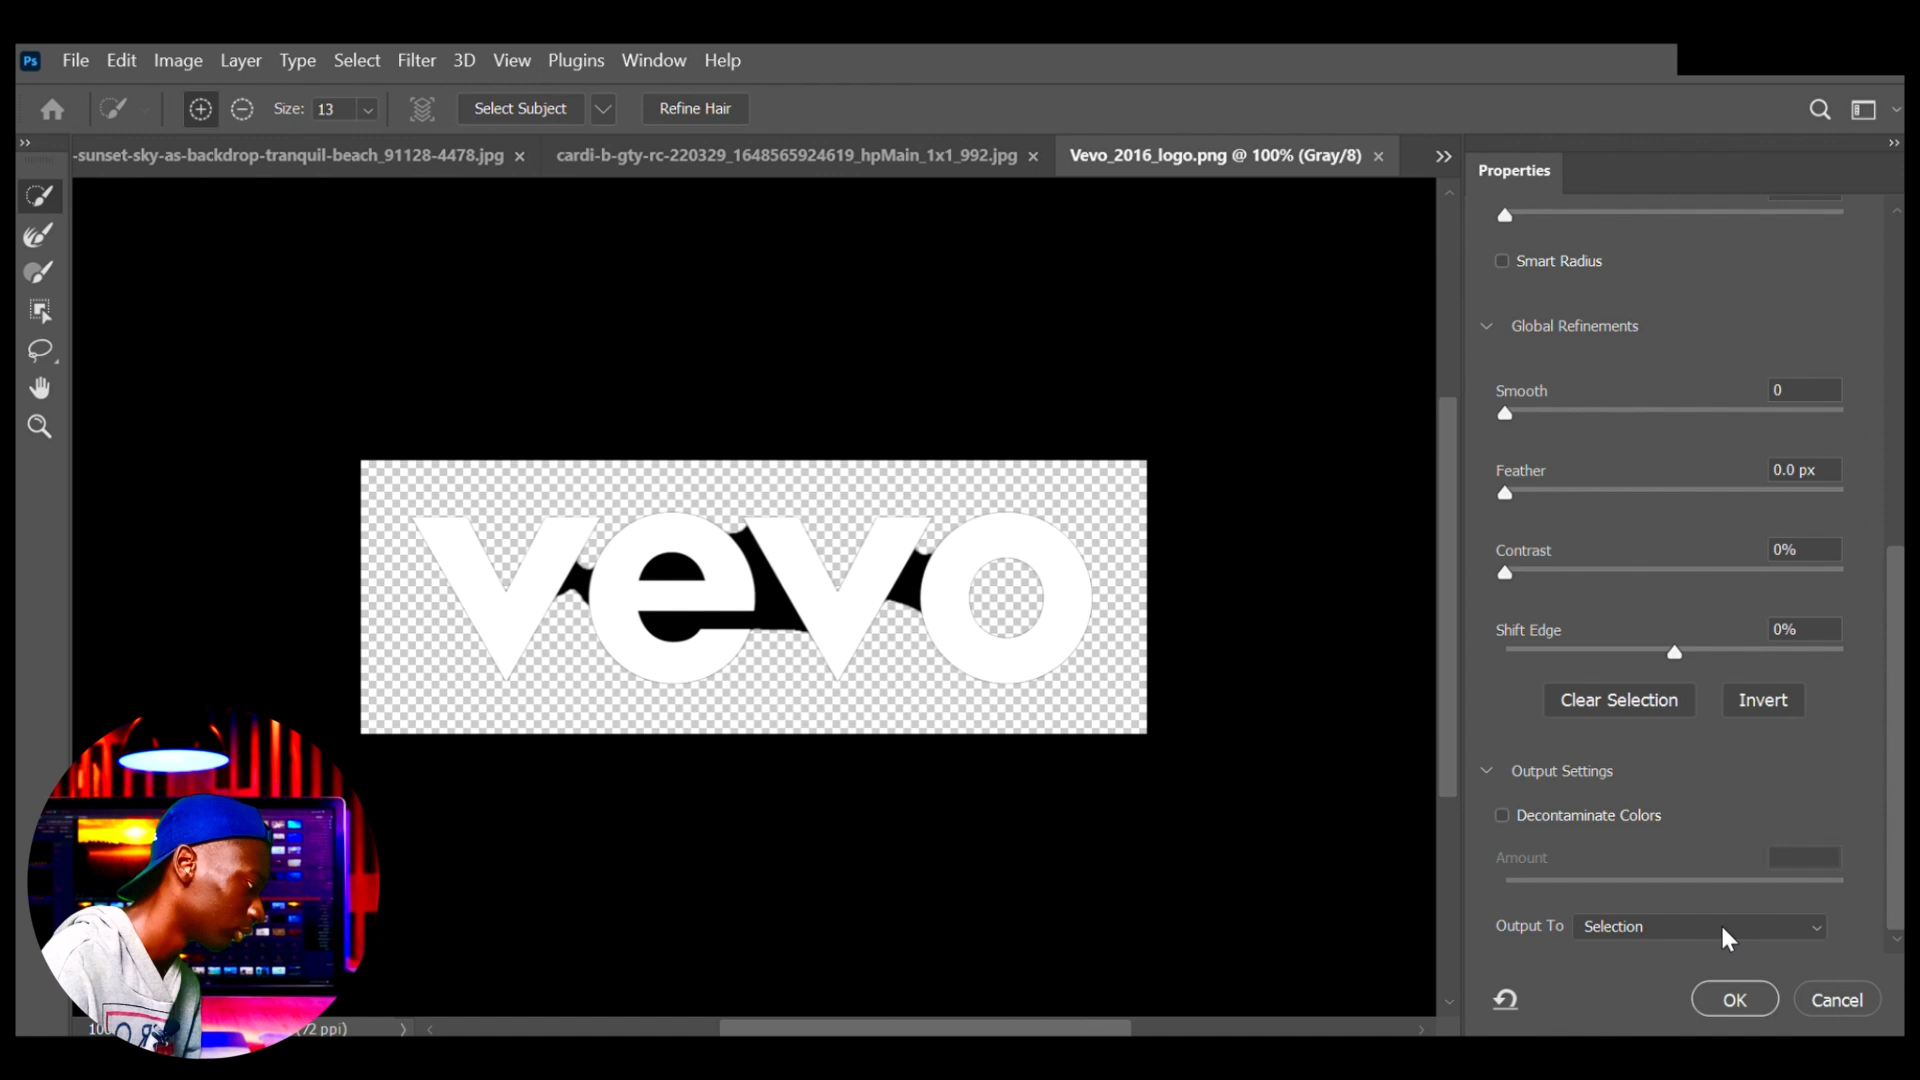 Ps File Edit Image Layer Type Select Filter 3D View Plugins Window Help
Size: 13 Select Subject Refine Hair
-sunset-sky-as-backdrop-tranquil-beach_91128-4478.jpg × cardi-b-gty-rc-220329_1648565924619_hpMain_1x1_992.jpg × Vevo_2016_logo.png @ 100% (Gray/8) ×
Properties
Smart Radius
Global Refinements
Smooth 0
Feather 0.0 px
Contrast 0%
Shift Edge 0%
Clear Selection Invert
Output Settings
Decontaminate Colors
Amount
Output To Selection
OK Cancel
vevo
72 ppi)